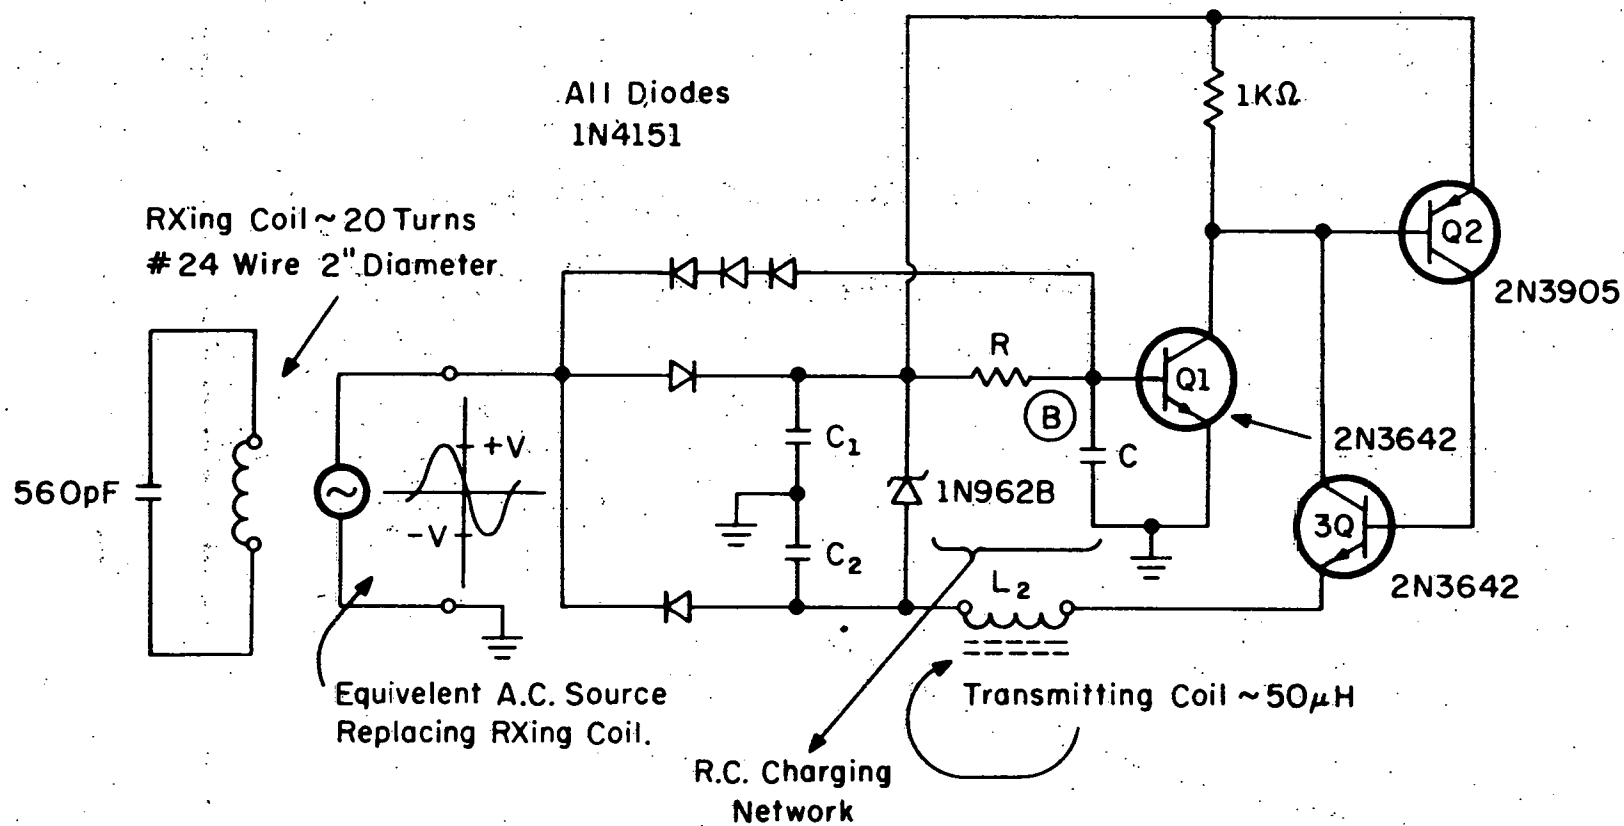 All Diodes
1N4151
1KΩ
RXing Coil ~ 20 Turns
#24 Wire 2" Diameter
Q2
2N3905
R
Q1
B
+V
C1
C
2N3642
560pF
1N962B
-V
3Q
C2
L2
2N3642
Equivelent A.C. Source
Replacing RXing Coil.
Transmitting Coil ~50μH
R.C. Charging
Network